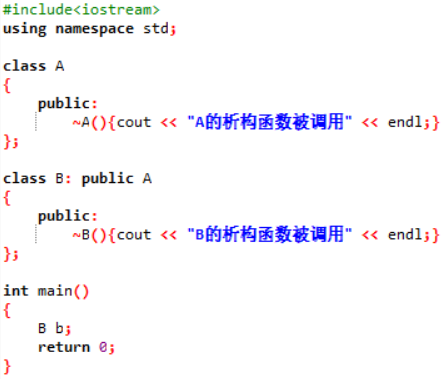 #include<iostream>
using namespace std;
class A
{
public:
~A(){cout << "A的析构函数被调用" << endl;}
};
class B: public A
{
public:
~B(){cout << "B的析构函数被调用" << endl;}
};
int main()
{
B b;
return 0;
}